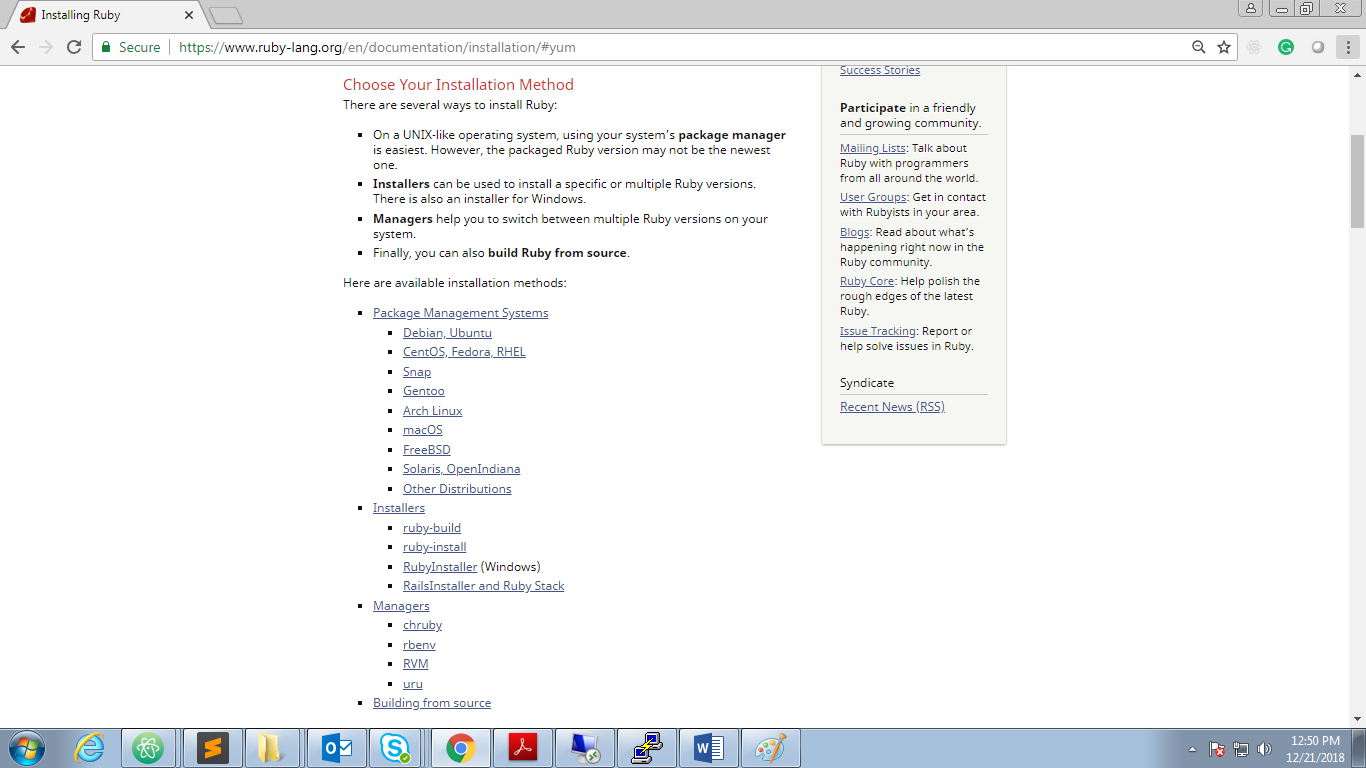 Installing Ruby
Secure
https://www.ruby-lang.org/en/documentation/installation/#yum
Choose Your Installation Method
There are several ways to install Ruby:
On a UNIX-like operating system, using your system's package manager
is easiest. However, the packaged Ruby version may not be the newest
one.
Installers can be used to install a specific or multiple Ruby versions.
There is also an installer for Windows.
Managers help you to switch between multiple Ruby versions on your
system.
Finally, you can also build Ruby from source.
Here are available installation methods:
Package Management Systems
Debian, Ubuntu
CentOS, Fedora, RHEL
Snap
Gentoo
Arch Linux
macOS
FreeBSD
Solaris, OpenIndiana
Other Distributions
Installers
ruby-build
ruby-install
RubyInstaller (Windows)
RailsInstaller and Ruby Stack
Managers
chruby
rbenv
RVM
uru
Building from source
Success Stories
Participate in a friendly
and growing community.
Mailing Lists: Talk about
Ruby with programmers
from all around the world.
User Groups: Get in contact
with Rubyists in your area.
Blogs: Read about what's
happening right now in the
Ruby community.
Ruby Core: Help polish the
rough edges of the latest
Ruby.
Issue Tracking: Report or
help solve issues in Ruby.
Syndicate
Recent News (RSS)
12:50 PM
12/21/2018